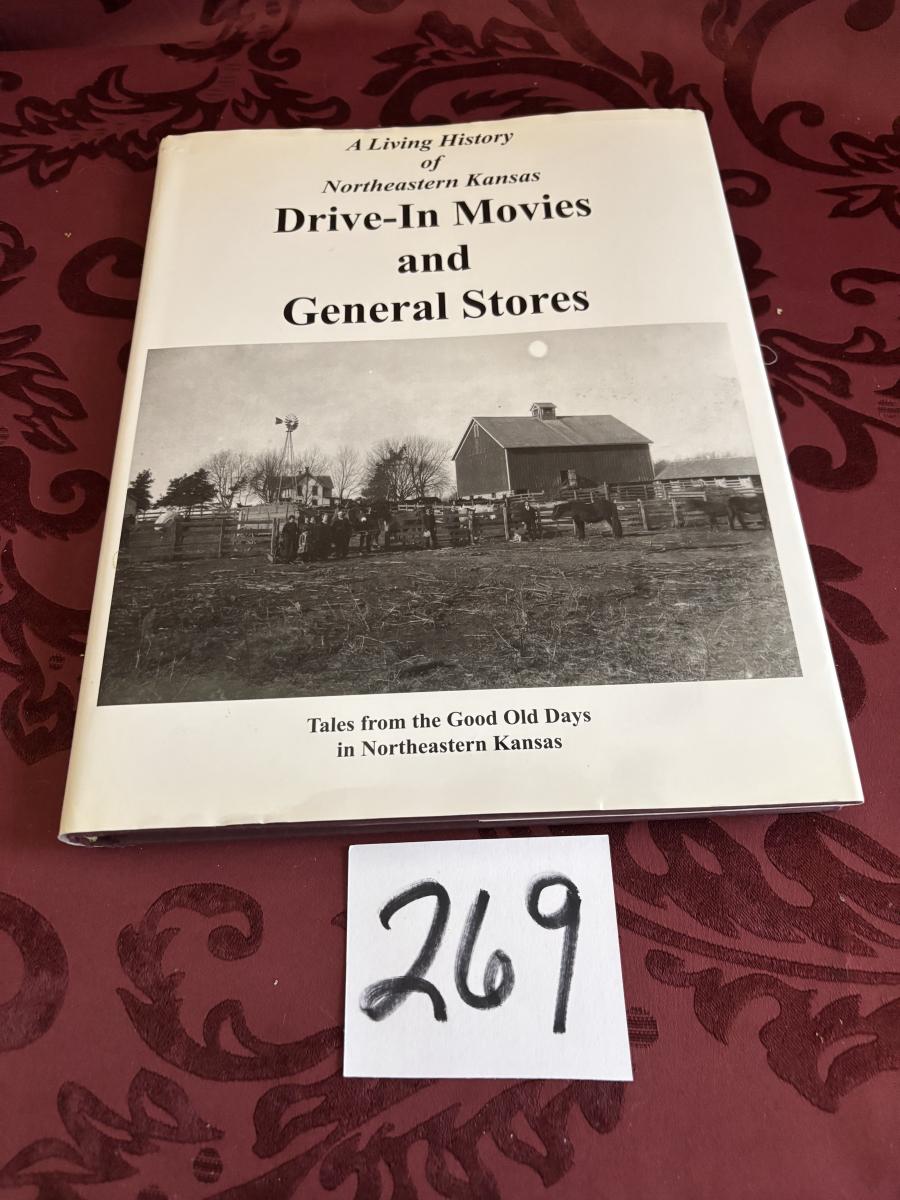 A Living History
of
Northeastern Kansas
Drive-In Movies
and
General Stores
Tales from the Good Old Days
in Northeastern Kansas
269